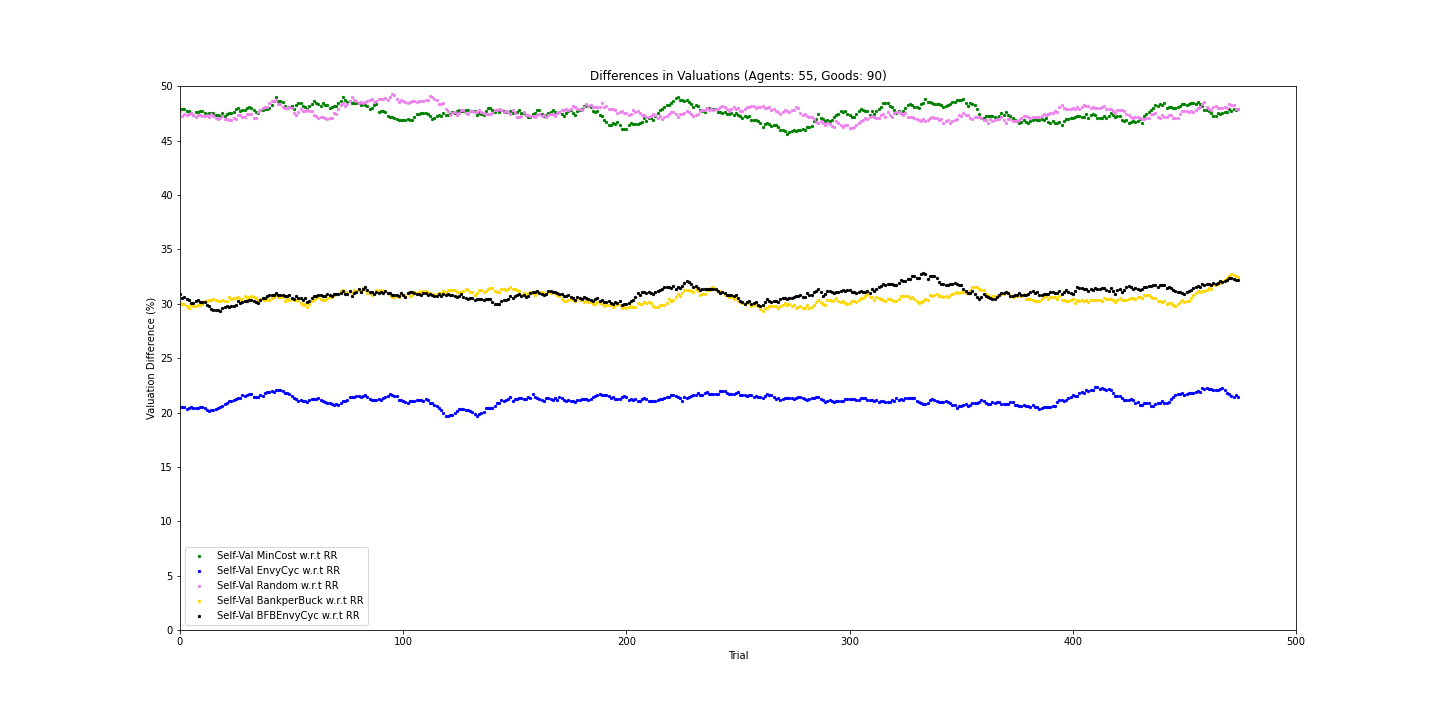 Differences in Valuations (Agents: 55, Goods: 90)
50
45
40
35
30
25
20
15
10
5
0
Valuation Difference (%)
Self-Val MinCost w.r.t RR
Self-Val EnvyCyc w.r.t RR
Self-Val Random w.r.t RR
Self-Val BankperBuck w.r.t RR
Self-Val BFBEnvyCyc w.r.t RR
0 100 200 300 400 500
Trial